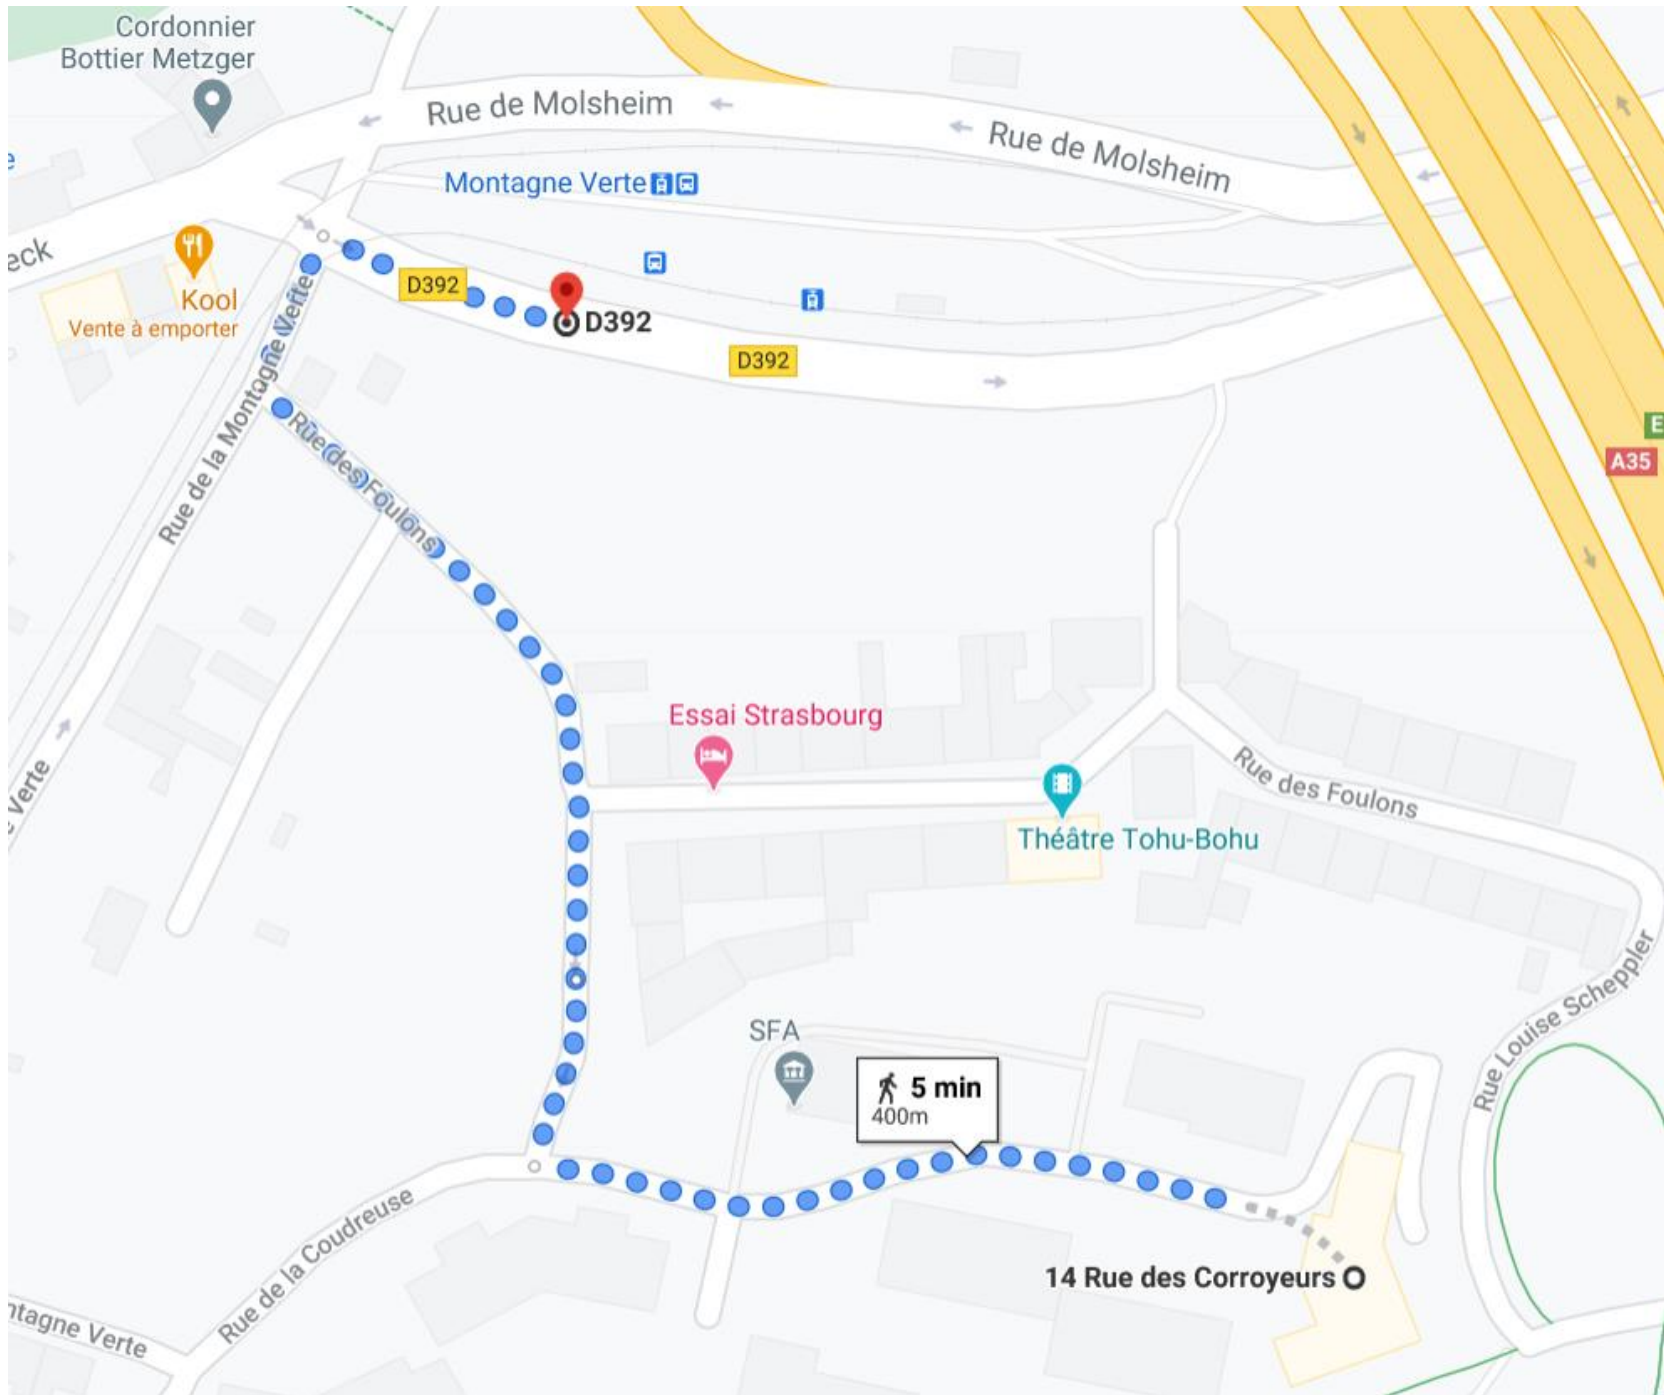 Cordonnier
Bottier Metzger
Rue de Molsheim
Rue de Molsheim
Montagne Verte
eck
Kool
Vente à emporter
D392
D392
D392
E
A35
Rue de la Montagne Verte
Rue des Foulons
Essai Strasbourg
Théâtre Tohu-Bohu
Rue des Foulons
Verte
SFA
5 min
400m
Rue Louise Scheppler
14 Rue des Corroyeurs
Rue de la Coudreuse
ntagne Verte